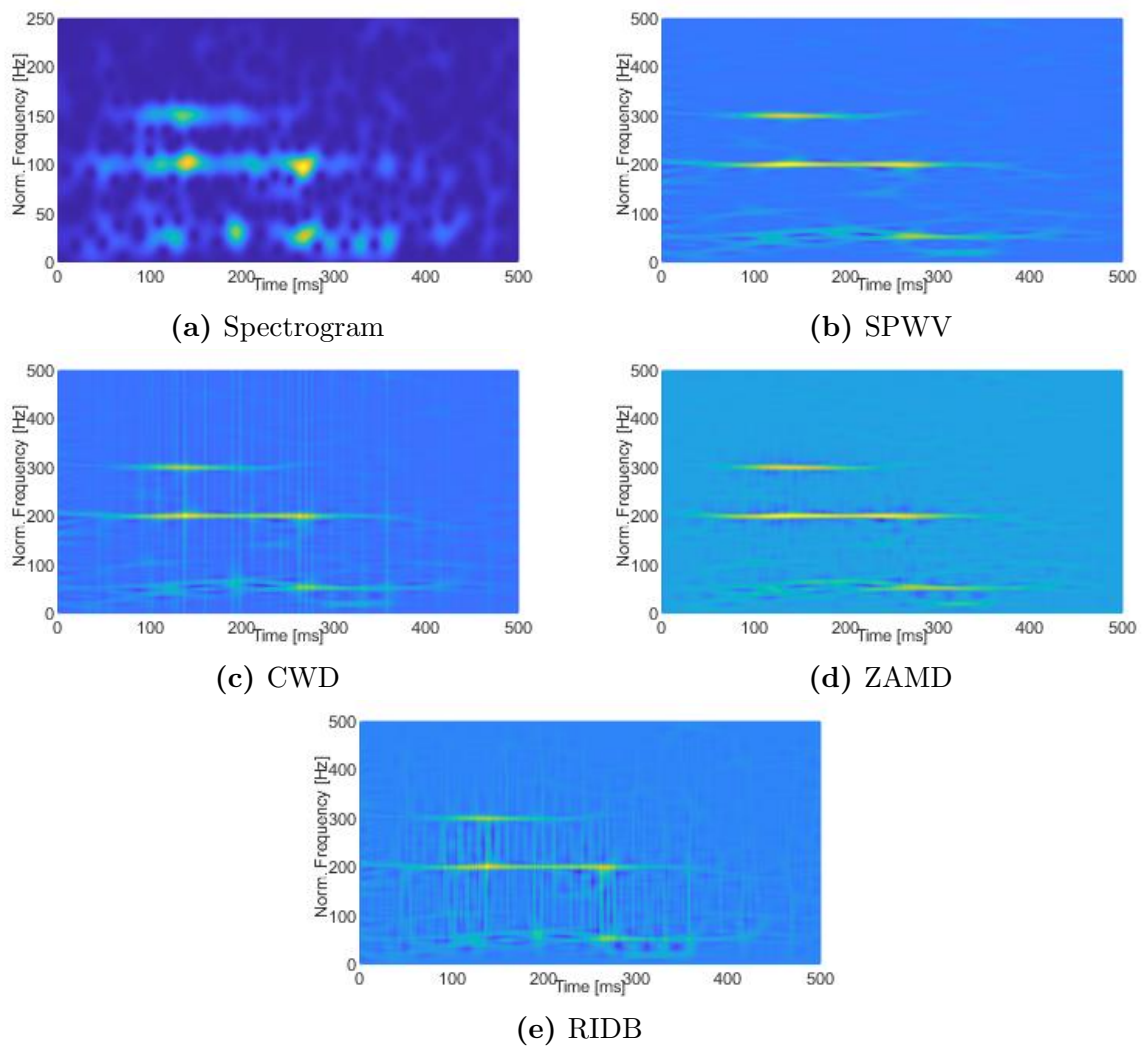 250
200
150
100
50
0
Norm. Frequency [Hz]
0 100 200 300 400 500
Time [ms]
(a) Spectrogram
500
400
300
200
100
0
Norm. Frequency [Hz]
0 100 200 300 400 500
Time [ms]
(b) SPWV
500
400
300
200
100
0
Norm. Frequency [Hz]
0 100 200 300 400 500
Time [ms]
(c) CWD
500
400
300
200
100
0
Norm. Frequency [Hz]
0 100 200 300 400 500
Time [ms]
(d) ZAMD
500
400
300
200
100
0
Norm. Frequency [Hz]
0 100 200 300 400 500
Time [ms]
(e) RIDB